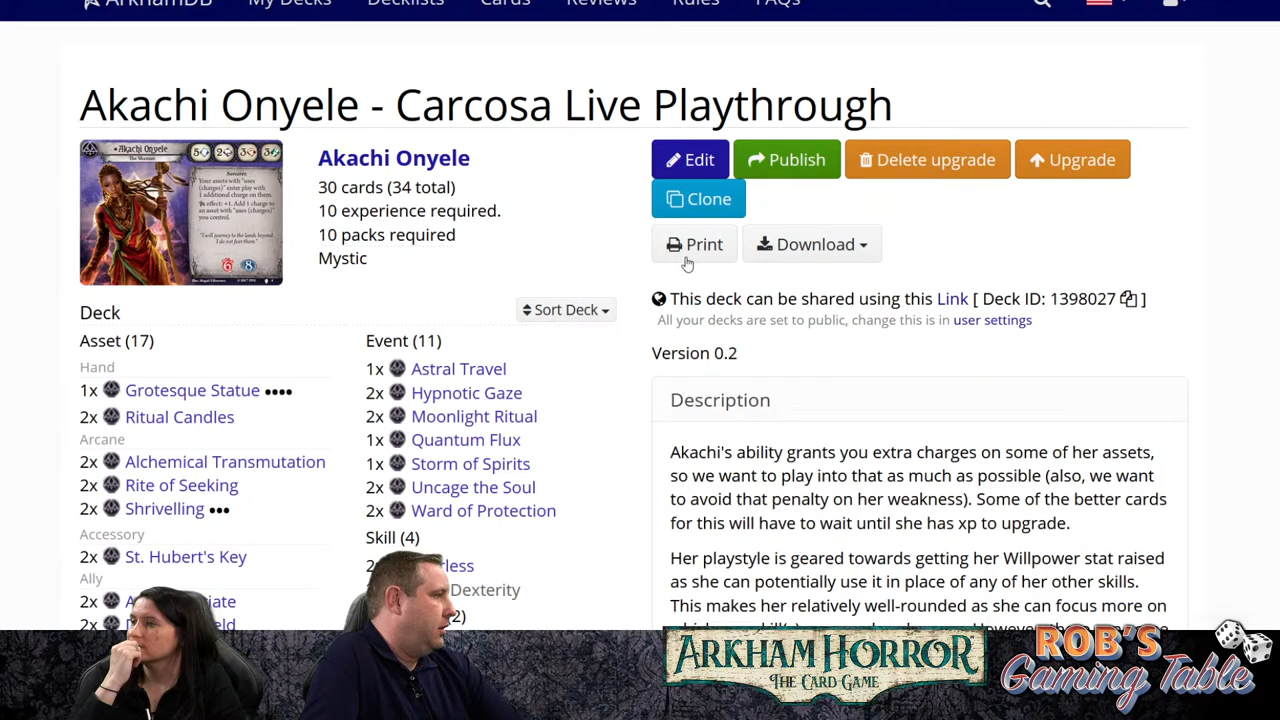 ArkhamDB My Decks Decklists Cards Reviews Rules FAQs
Akachi Onyele - Carcosa Live Playthrough
Akachi Onyele
The Shaman
Akachi Onyele
30 cards (34 total)
10 experience required.
10 packs required
Mystic
Edit Publish Delete upgrade Upgrade
Clone
Print Download
This deck can be shared using this Link [ Deck ID: 1398027 ]
All your decks are set to public, change this is in user settings
Version 0.2
Deck
Sort Deck
Asset (17)
Hand
1x Grotesque Statue ••••
2x Ritual Candles
Arcane
2x Alchemical Transmutation
2x Rite of Seeking
2x Shrivelling •••
Accessory
2x St. Hubert's Key
Ally
2x
Event (11)
1x Astral Travel
2x Hypnotic Gaze
2x Moonlight Ritual
1x Quantum Flux
1x Storm of Spirits
2x Uncage the Soul
2x Ward of Protection
Skill (4)
Dexterity
Description
Akachi's ability grants you extra charges on some of her assets,
so we want to play into that as much as possible (also, we want
to avoid that penalty on her weakness). Some of the better cards
for this will have to wait until she has xp to upgrade.
Her playstyle is geared towards getting her Willpower stat raised
as she can potentially use it in place of any of her other skills.
This makes her relatively well-rounded as she can focus more on
ARKHAM HORROR
THE CARD GAME
ROB'S
Gaming Table